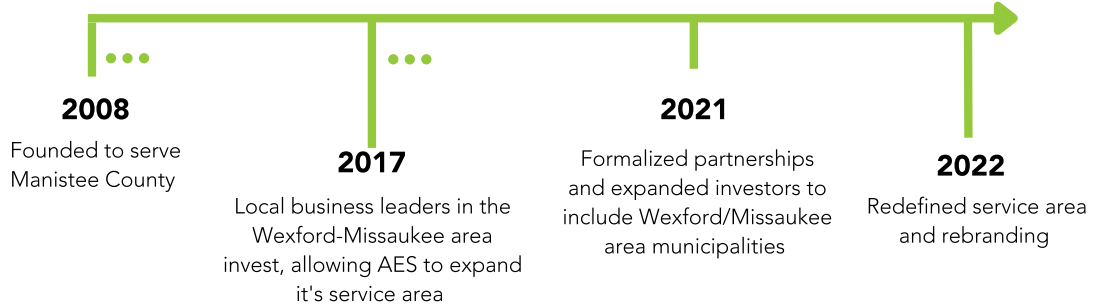 2008
Founded to serve
Manistee County
2017
Local business leaders in the
Wexford-Missaukee area
invest, allowing AES to expand
it's service area
2021
Formalized partnerships
and expanded investors to
include Wexford/Missaukee
area municipalities
2022
Redefined service area
and rebranding